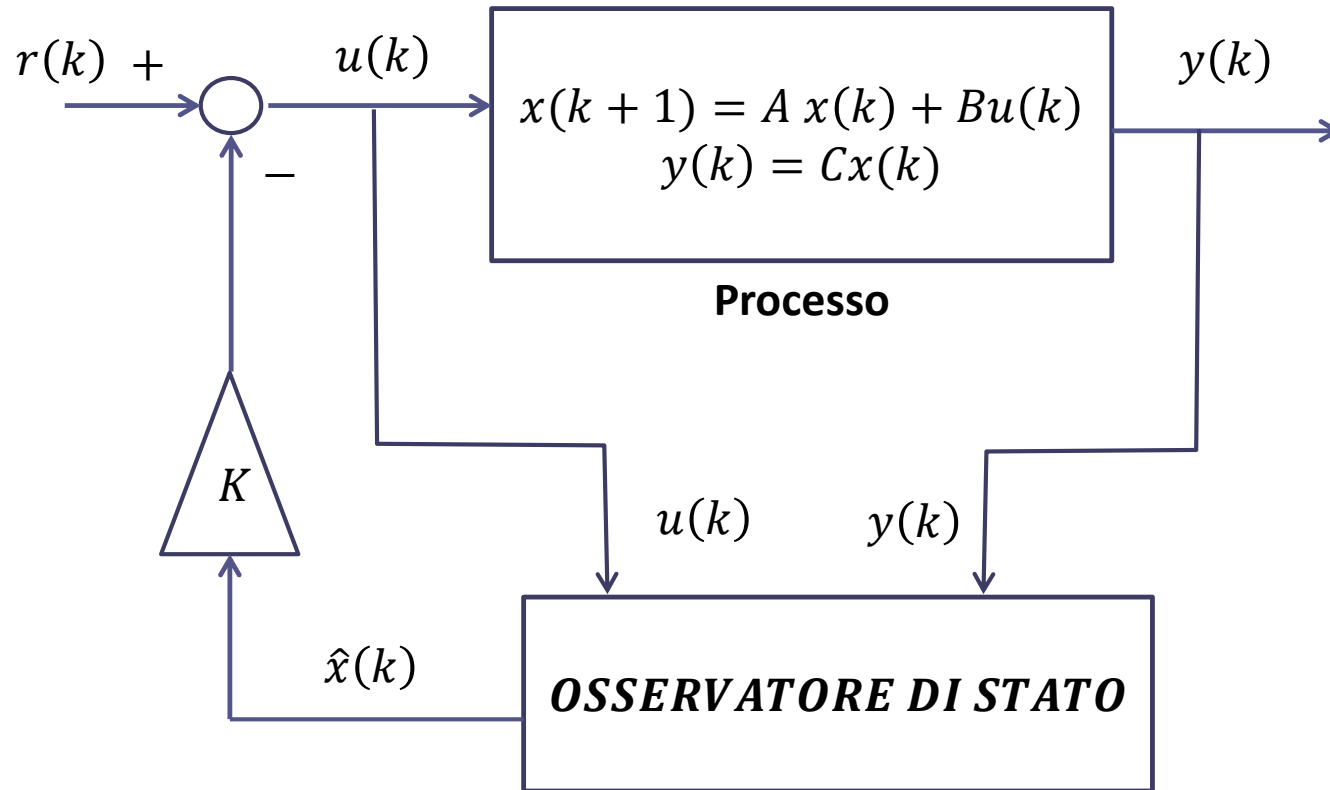 r(k) +
u(k)
y(k)
x(k + 1) = A x(k) + Bu(k)
y(k) = Cx(k)
−
Processo
K
u(k)
y(k)
x̂(k)
OSSERVATORE DI STATO